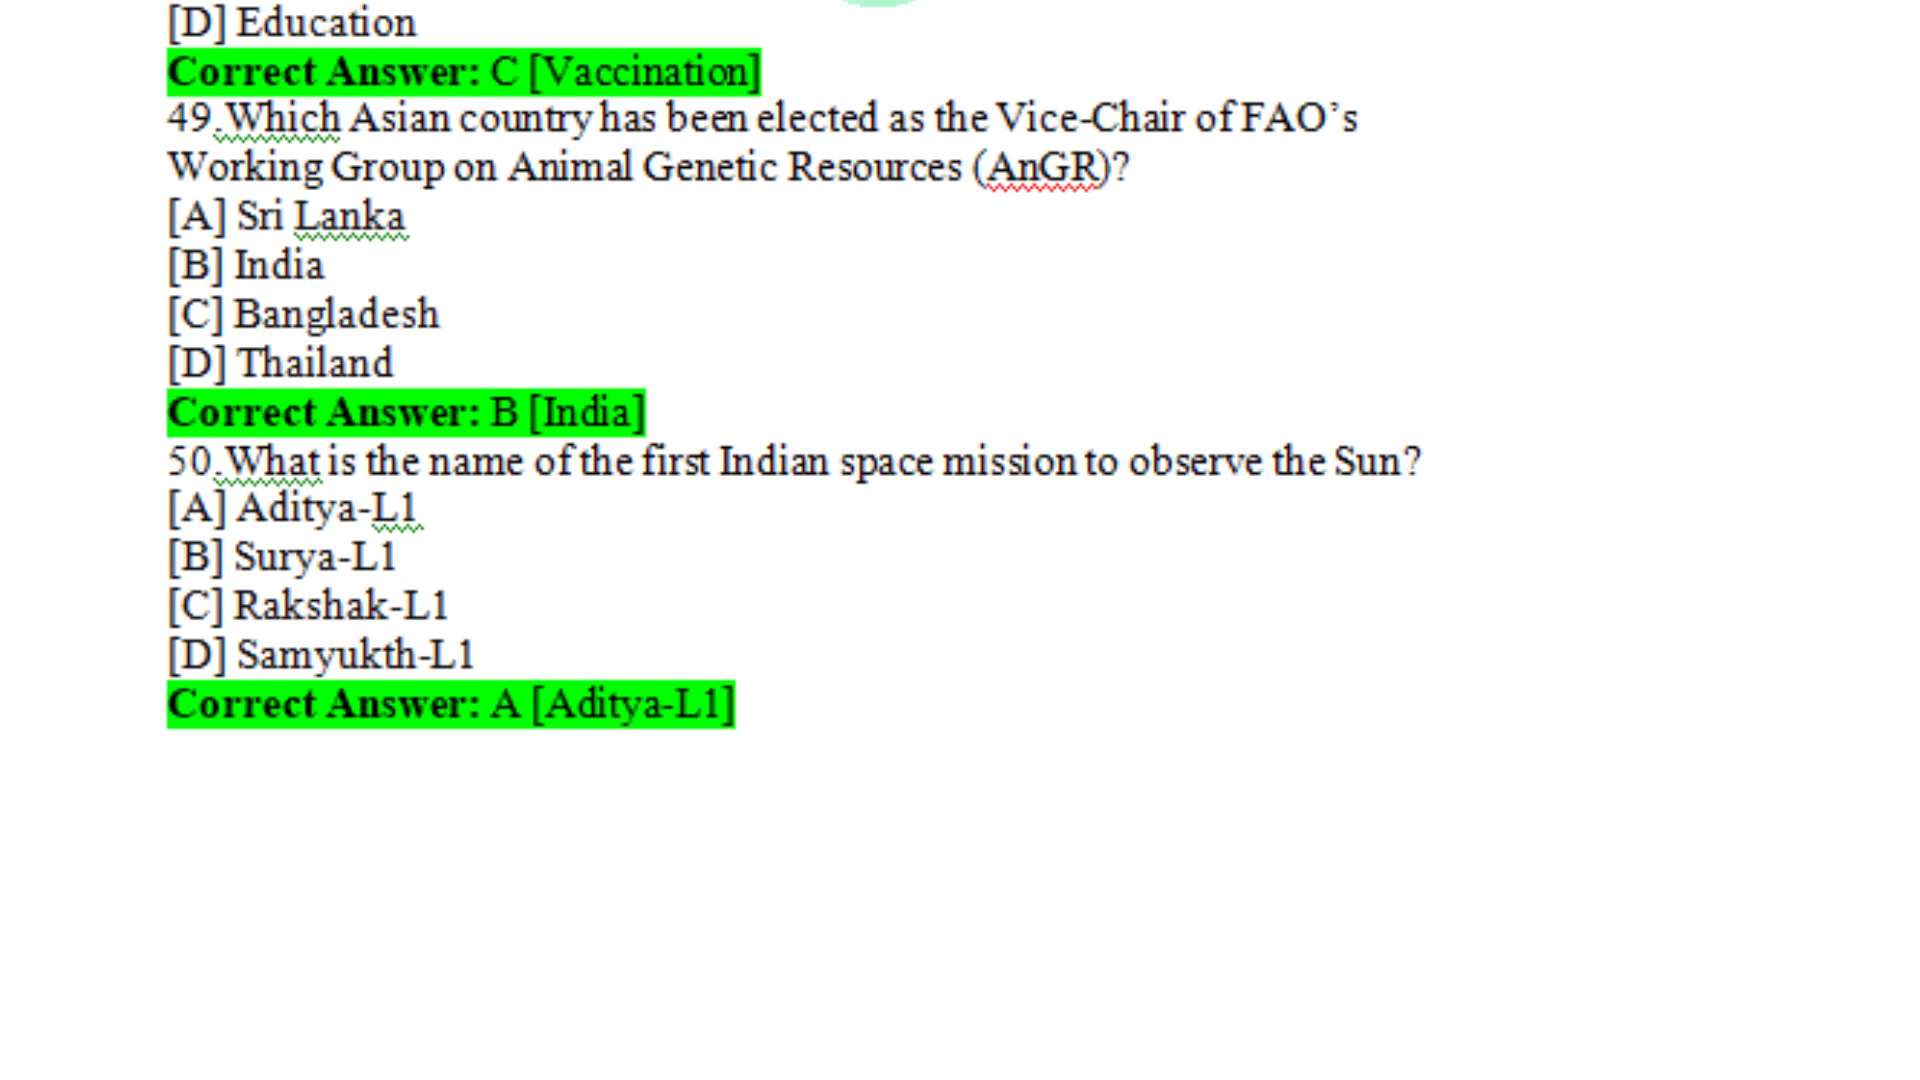 [D] Education
Correct Answer: C [Vaccination]
49.Which Asian country has been elected as the Vice-Chair of FAO’s
Working Group on Animal Genetic Resources (AnGR)?
[A] Sri Lanka
[B] India
[C] Bangladesh
[D] Thailand
Correct Answer: B [India]
50.What is the name of the first Indian space mission to observe the Sun?
[A] Aditya-L1
[B] Surya-L1
[C] Rakshak-L1
[D] Samyukth-L1
Correct Answer: A [Aditya-L1]